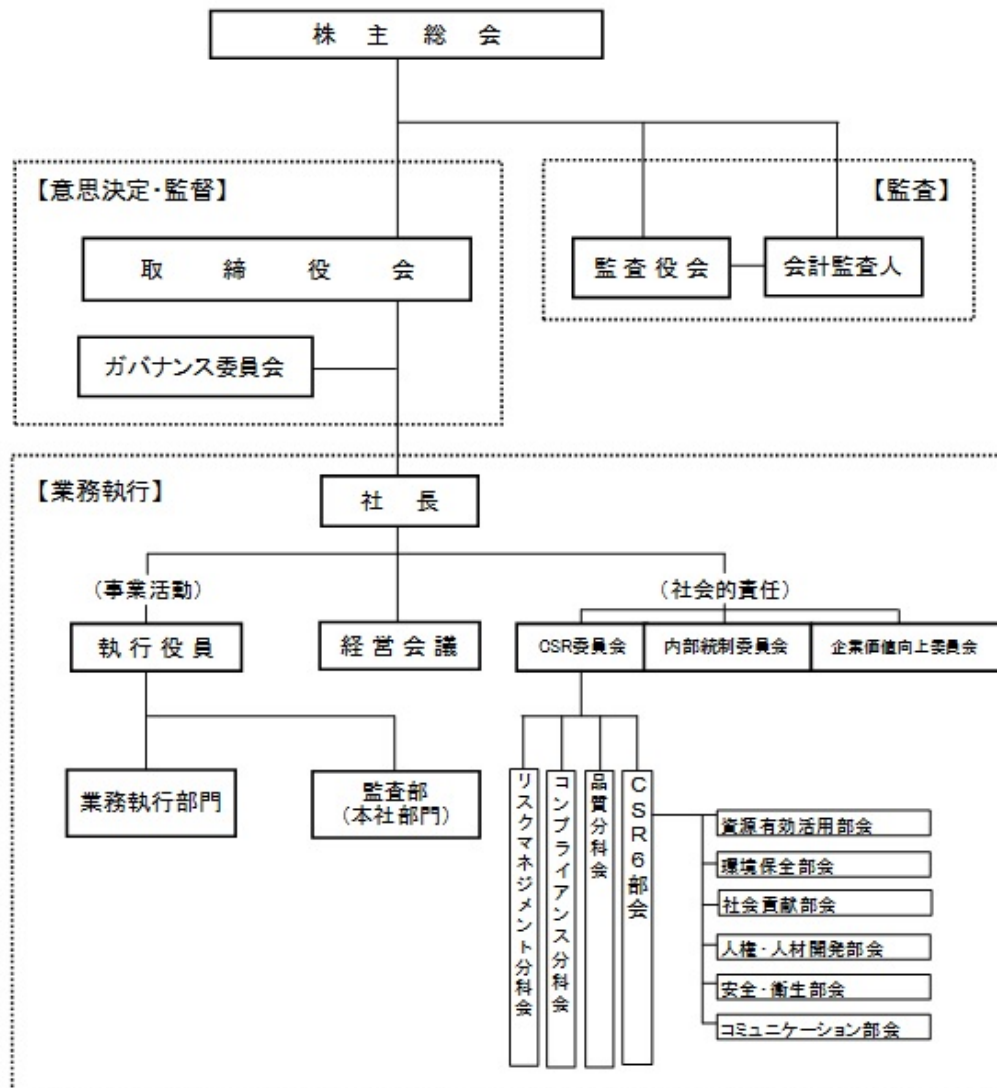 株主総会
【意思決定・監督】
【監査】
取締役会
監査役会
会計監査人
ガバナンス委員会
【業務執行】
社長
(事業活動)
(社会的責任)
執行役員
経営会議
CSR委員会
内部統制委員会
企業価値向上委員会
業務執行部門
監査部
(本社部門)
リスクマネジメント分科会
コンプライアンス分科会
品質分科会
CSR6部会
資源有効活用部会
環境保全部会
社会貢献部会
人権・人材開発部会
安全・衛生部会
コミュニケーション部会